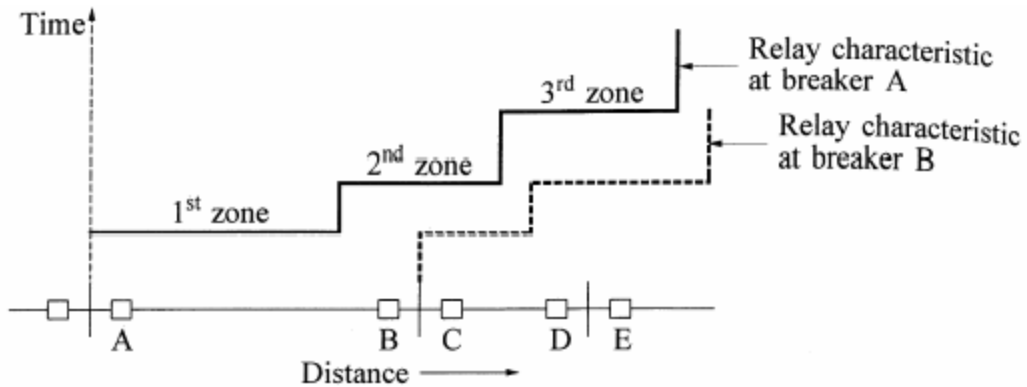 Time
Relay characteristic
at breaker A
3rd zone
Relay characteristic
at breaker B
2nd zone
1st zone
A B C D E
Distance